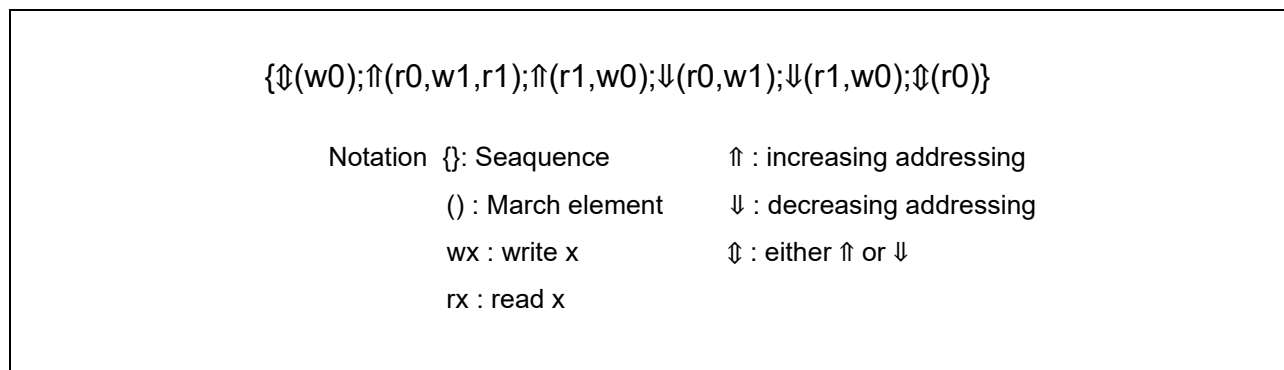 {⇕(w0);⇑(r0,w1,r1);⇑(r1,w0);⇓(r0,w1);⇓(r1,w0);⇕(r0)}
Notation {}: Seaquence ⇑ : increasing addressing
() : March element ⇓ : decreasing addressing
wx : write x ⇕ : either ⇑ or ⇓
rx : read x